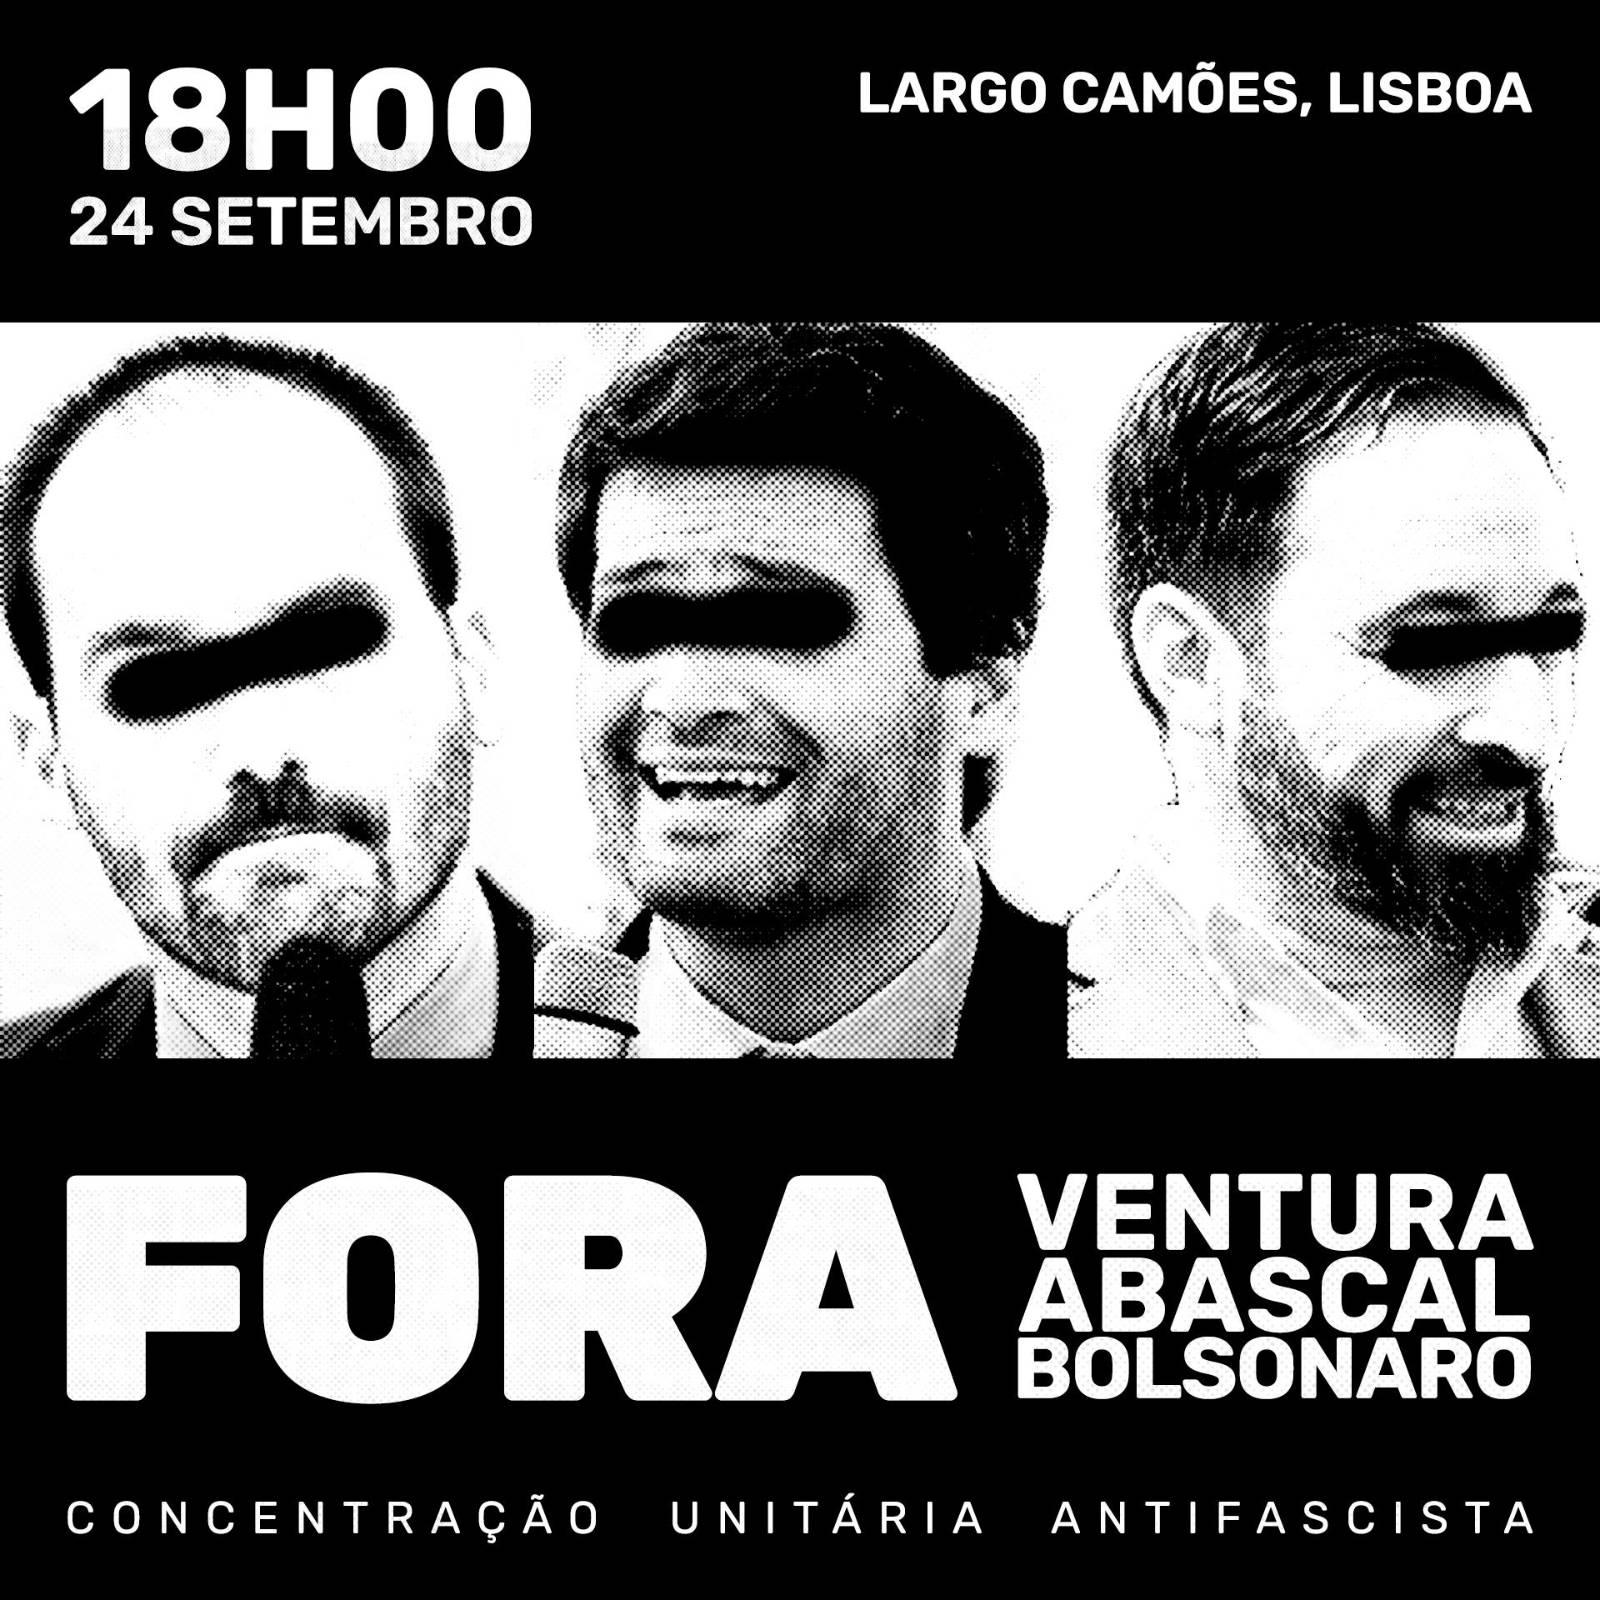 18H00
24 SETEMBRO
LARGO CAMÕES, LISBOA
FORA
VENTURA
ABASCAL
BOLSONARO
CONCENTRAÇÃO UNITÁRIA ANTIFASCISTA